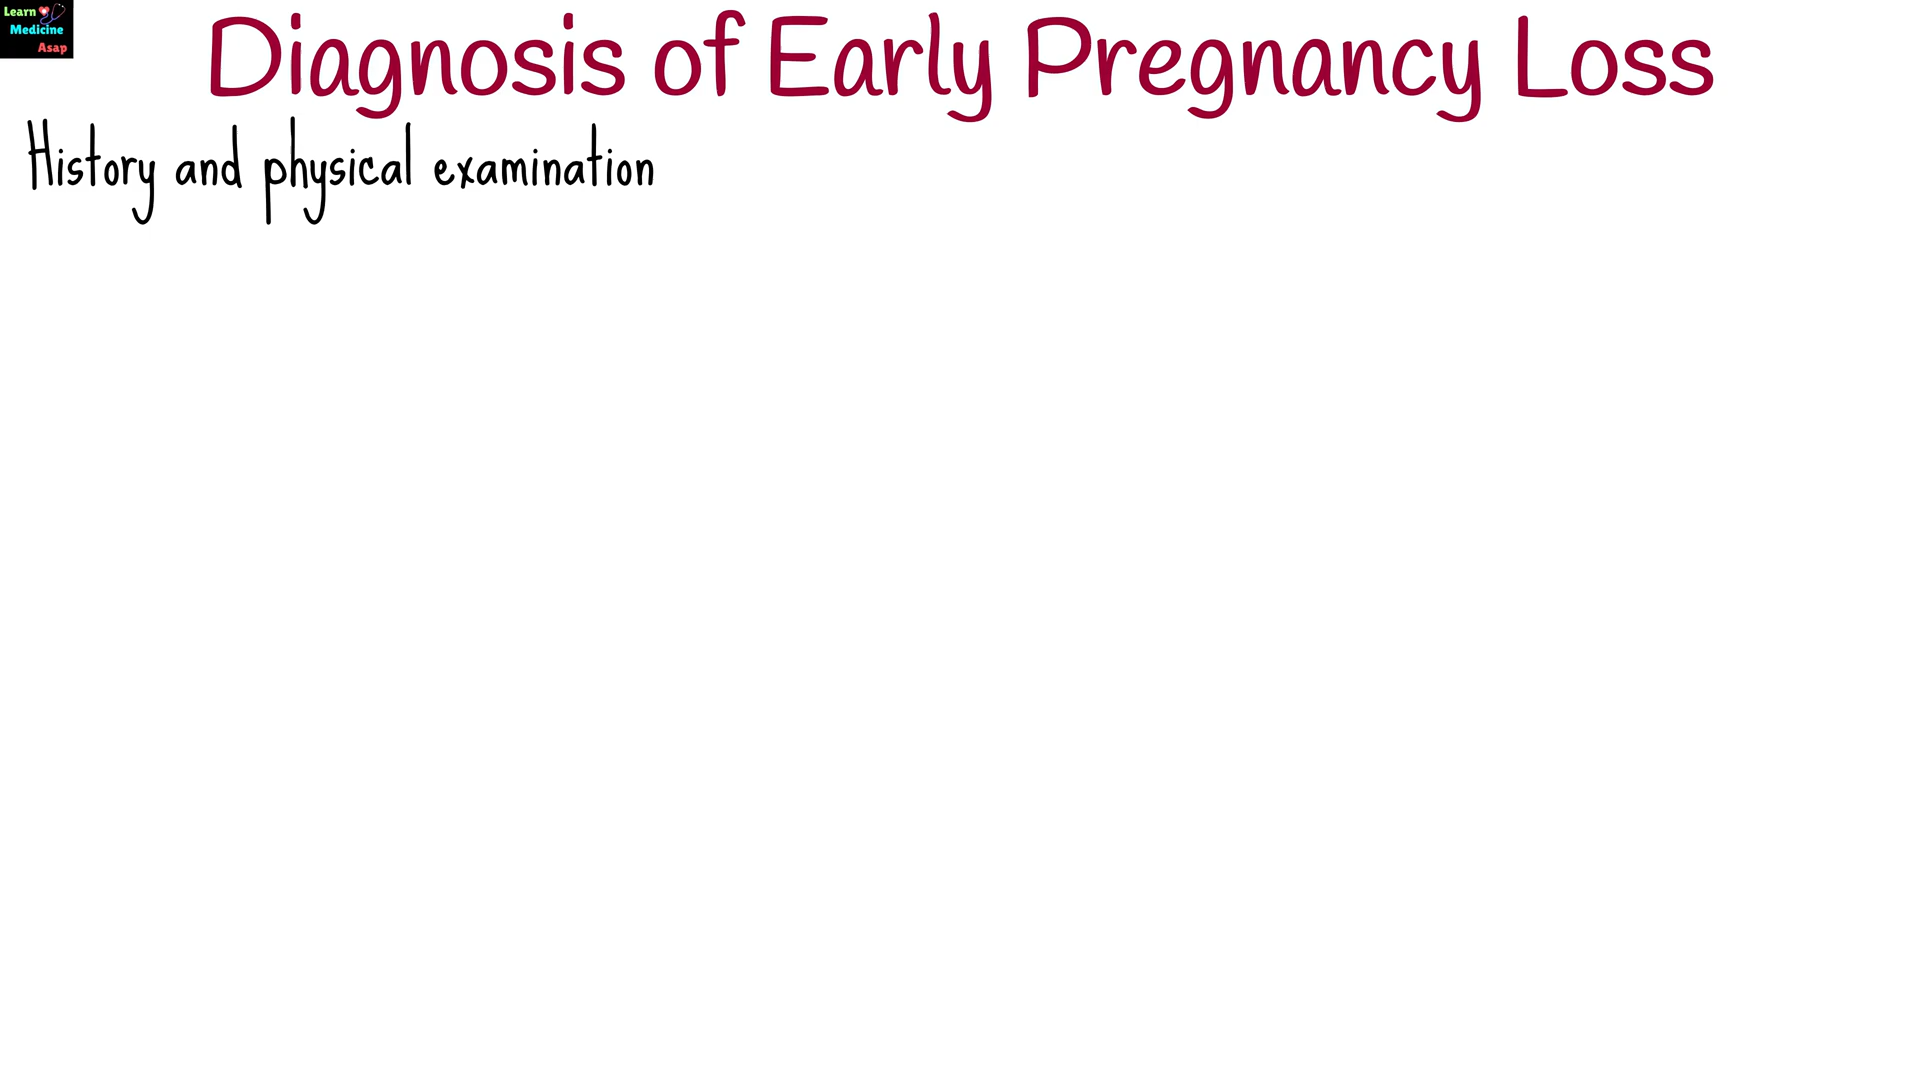 Learn
Medicine
Asap
Diagnosis of Early Pregnancy Loss
History and physical examination